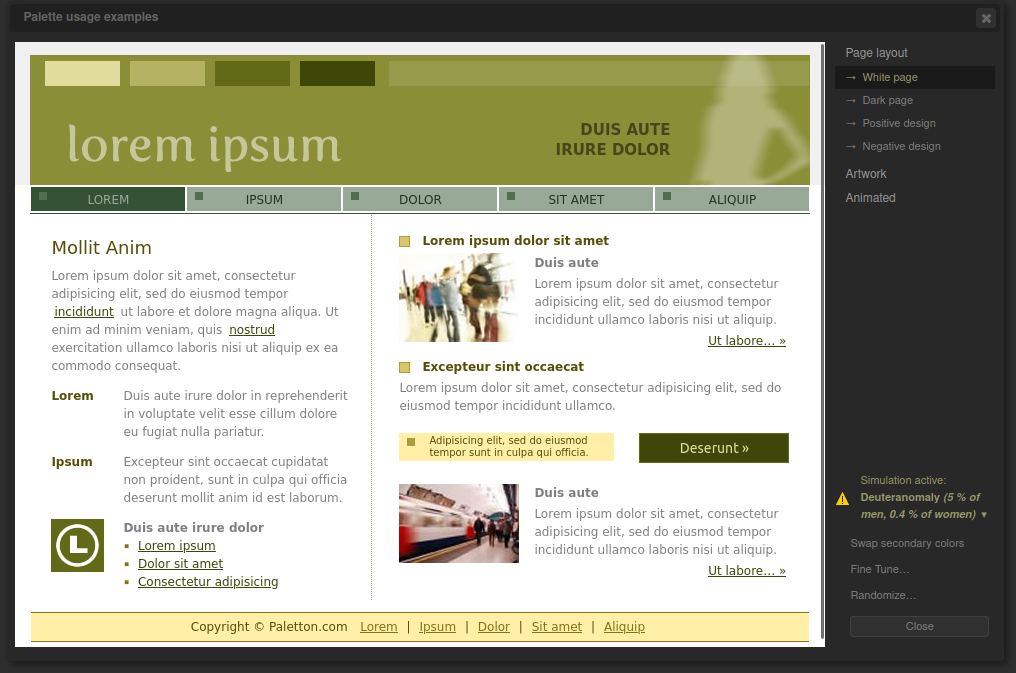 Palette usage examples
lorem ipsum
DUIS AUTE
IRURE DOLOR
LOREM
IPSUM
DOLOR
SIT AMET
ALIQUIP
Mollit Anim
Lorem ipsum dolor sit amet, consectetur
adipisicing elit, sed do eiusmod tempor
incididunt ut labore et dolore magna aliqua. Ut
enim ad minim veniam, quis nostrud
exercitation ullamco laboris nisi ut aliquip ex ea
commodo consequat.
Lorem Duis aute irure dolor in reprehenderit
in voluptate velit esse cillum dolore
eu fugiat nulla pariatur.
Ipsum Excepteur sint occaecat cupidatat
non proident, sunt in culpa qui officia
deserunt mollit anim id est laborum.
Duis aute irure dolor
Lorem ipsum
Dolor sit amet
Consectetur adipisicing
Lorem ipsum dolor sit amet
Duis aute
Lorem ipsum dolor sit amet, consectetur
adipisicing elit, sed do eiusmod tempor
incididunt ullamco laboris nisi ut aliquip.
Ut labore... »
Excepteur sint occaecat
Lorem ipsum dolor sit amet, consectetur adipisicing elit, sed do
eiusmod tempor incididunt ullamco.
Adipisicing elit, sed do eiusmod
tempor sunt in culpa qui officia.
Deserunt »
Duis aute
Lorem ipsum dolor sit amet, consectetur
adipisicing elit, sed do eiusmod tempor
incididunt ullamco laboris nisi ut aliquip.
Ut labore... »
Copyright © Paletton.com Lorem | Ipsum | Dolor | Sit amet | Aliquip
Page layout
→ White page
→ Dark page
→ Positive design
→ Negative design
Artwork
Animated
Simulation active:
Deuteranomaly (5 % of
men, 0.4 % of women) ▾
Swap secondary colors
Fine Tune...
Randomize...
Close